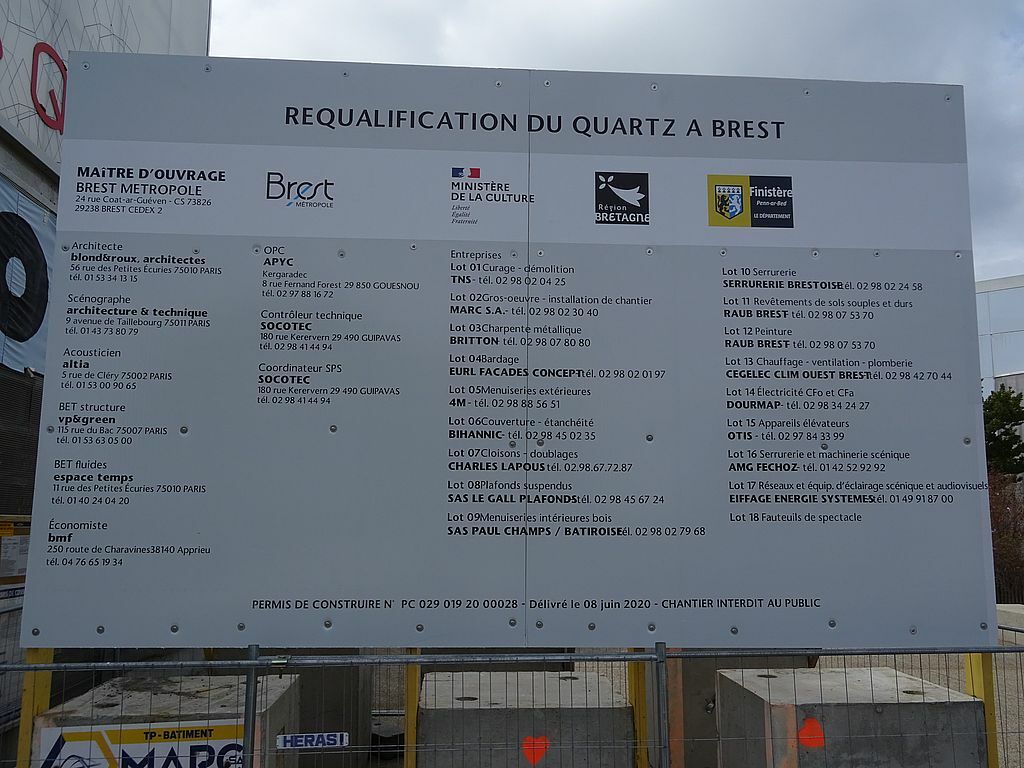 REQUALIFICATION DU QUARTZ A BREST
MAîTRE D'OUVRAGE
BREST METROPOLE
24 rue Coat-ar-Guéven - CS 73826
29238 BREST CEDEX 2
Brest
MÉTROPOLE
MINISTÈRE
DE LA CULTURE
Liberté
Égalité
Fraternité
Région
BRETAGNE
Finistère
Penn-ar-Bed
LE DÉPARTEMENT
Architecte
blond&roux, architectes
56 rue des Petites Écuries 75010 PARIS
tél. 01 53 34 13 15
Scénographe
architecture & technique
9 avenue de Taillebourg 75011 PARIS
tél. 01 43 73 80 79
Acousticien
altia
5 rue de Cléry 75002 PARIS
tél. 01 53 00 90 65
BET structure
vp&green
115 rue du Bac 75007 PARIS
tél. 01 53 63 05 00
BET fluides
espace temps
11 rue des Petites Écuries 75010 PARIS
tél. 01 40 24 04 20
Économiste
bmf
250 route de Charavines38140 Apprieu
tél. 04 76 65 19 34
OPC
APYC
Kergaradec
8 rue Fernand Forest 29 850 GOUESNOU
tél. 02 97 88 16 72
Contrôleur technique
SOCOTEC
180 rue Kerervern 29 490 GUIPAVAS
tél. 02 98 41 44 94
Coordinateur SPS
SOCOTEC
180 rue Kerervern 29 490 GUIPAVAS
tél. 02 98 41 44 94
Entreprises
Lot 01 Curage - démolition
TNS - tél. 02 98 02 04 25
Lot 02 Gros-oeuvre - installation de chantier
MARC S.A. - tél. 02 98 02 30 40
Lot 03 Charpente métallique
BRITTON - tél. 02 98 07 80 80
Lot 04 Bardage
EURL FACADES CONCEPT - tél. 02 98 02 01 97
Lot 05 Menuiseries extérieures
4M - tél. 02 98 88 56 51
Lot 06 Couverture - étanchéité
BIHANNIC - tél. 02 98 45 02 35
Lot 07 Cloisons - doublages
CHARLES LAPOUS tél. 02.98.67.72.87
Lot 08 Plafonds suspendus
SAS LE GALL PLAFONDS tél. 02 98 45 67 24
Lot 09 Menuiseries intérieures bois
SAS PAUL CHAMPS / BATIROISE tél. 02 98 02 79 68
Lot 10 Serrurerie
SERRURERIE BRESTOISE tél. 02 98 02 24 58
Lot 11 Revêtements de sols souples et durs
RAUB BREST - tél. 02 98 07 53 70
Lot 12 Peinture
RAUB BREST - tél. 02 98 07 53 70
Lot 13 Chauffage - ventilation - plomberie
CEGELEC CLIM OUEST BREST tél. 02 98 42 70 44
Lot 14 Électricité CFo et CFa
DOURMAP - tél. 02 98 34 24 27
Lot 15 Appareils élévateurs
OTIS - tél. 02 97 84 33 99
Lot 16 Serrurerie et machinerie scénique
AMG FECHOZ - tél. 01 42 52 92 92
Lot 17 Réseaux et équip. d'éclairage scénique et audiovisuels
EIFFAGE ENERGIE SYSTEMES tél. 01 49 91 87 00
Lot 18 Fauteuils de spectacle
PERMIS DE CONSTRUIRE N° PC 029 019 20 00028 - Délivré le 08 juin 2020 - CHANTIER INTERDIT AU PUBLIC
TP-BATIMENT
MARC
HERAS